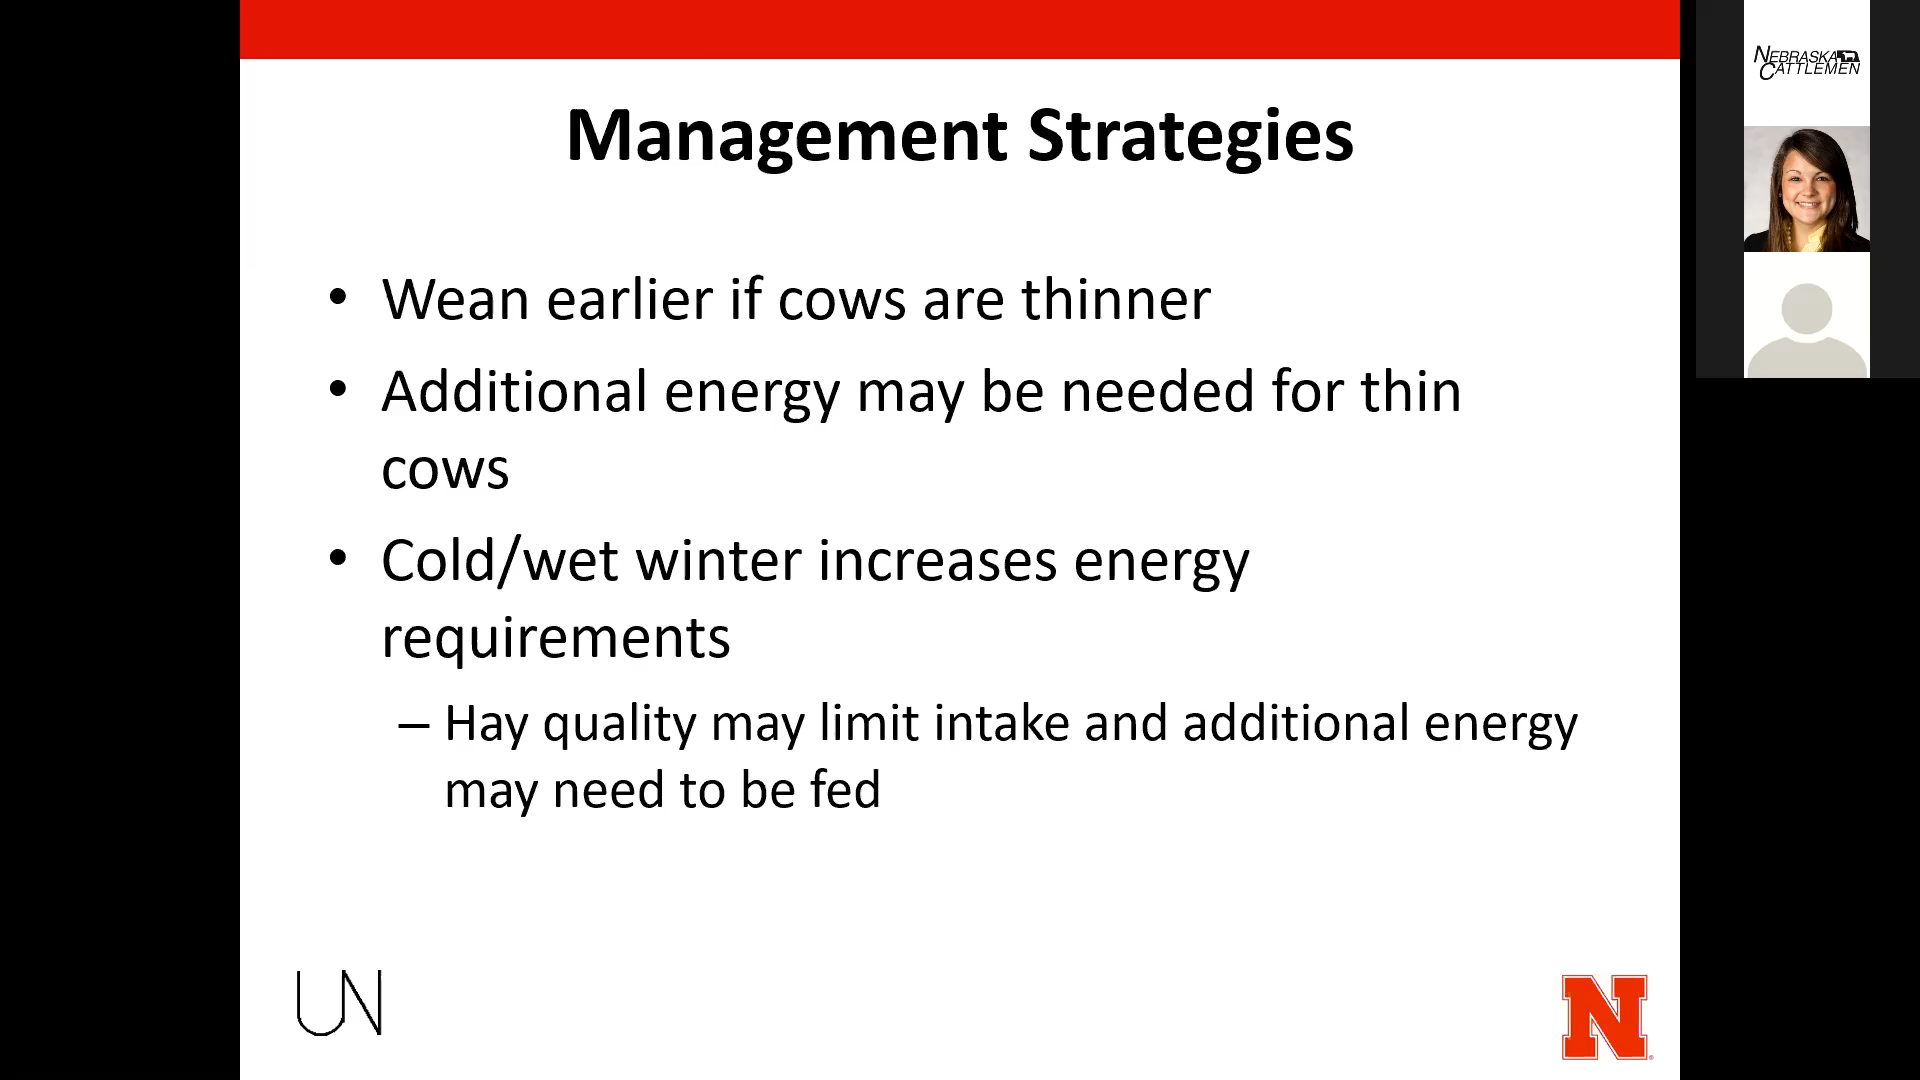 Management Strategies
• Wean earlier if cows are thinner
• Additional energy may be needed for thin
cows
• Cold/wet winter increases energy
requirements
– Hay quality may limit intake and additional energy
may need to be fed
UN
N
NEBRASKA
CATTLEMEN